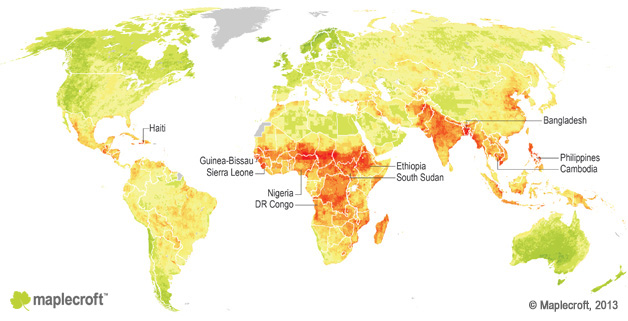 Haiti
Bangladesh
Guinea-Bissau
Sierra Leone
Ethiopia
South Sudan
Philippines
Cambodia
Nigeria
DR Congo
maplecroft™
© Maplecroft, 2013